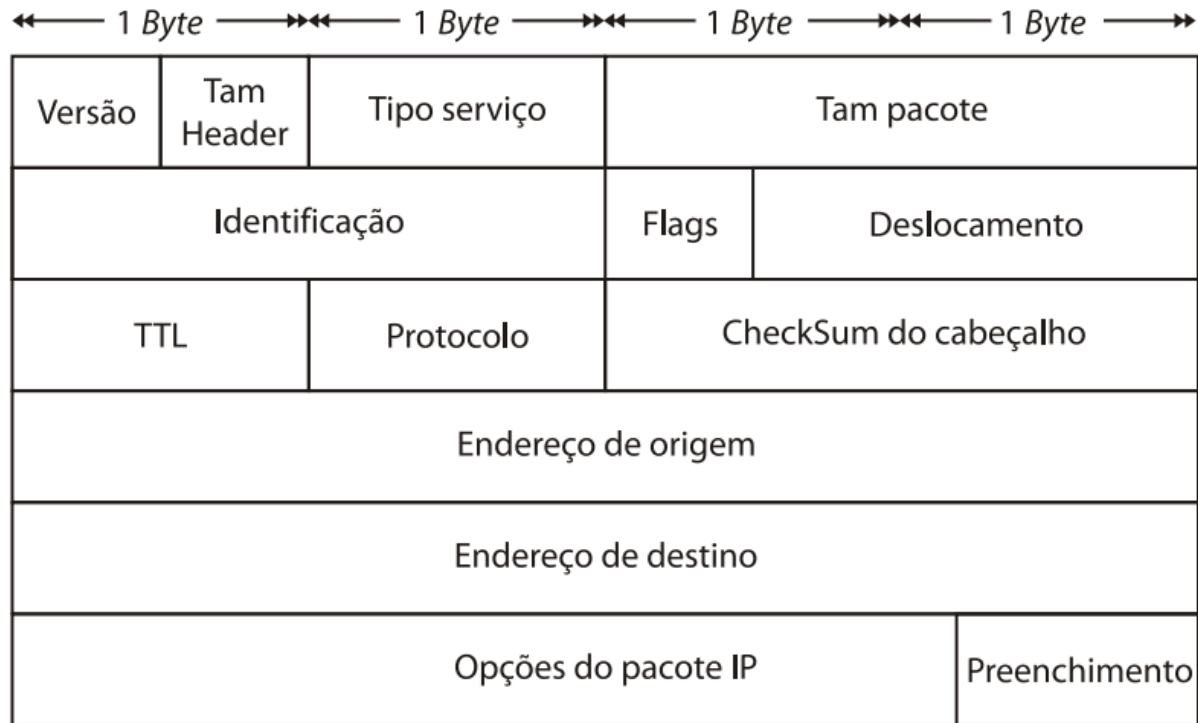 1 Byte 1 Byte 1 Byte 1 Byte
Versão
Tam
Header
Tipo serviço
Tam pacote
Identificação
Flags
Deslocamento
TTL
Protocolo
CheckSum do cabeçalho
Endereço de origem
Endereço de destino
Opções do pacote IP
Preenchimento